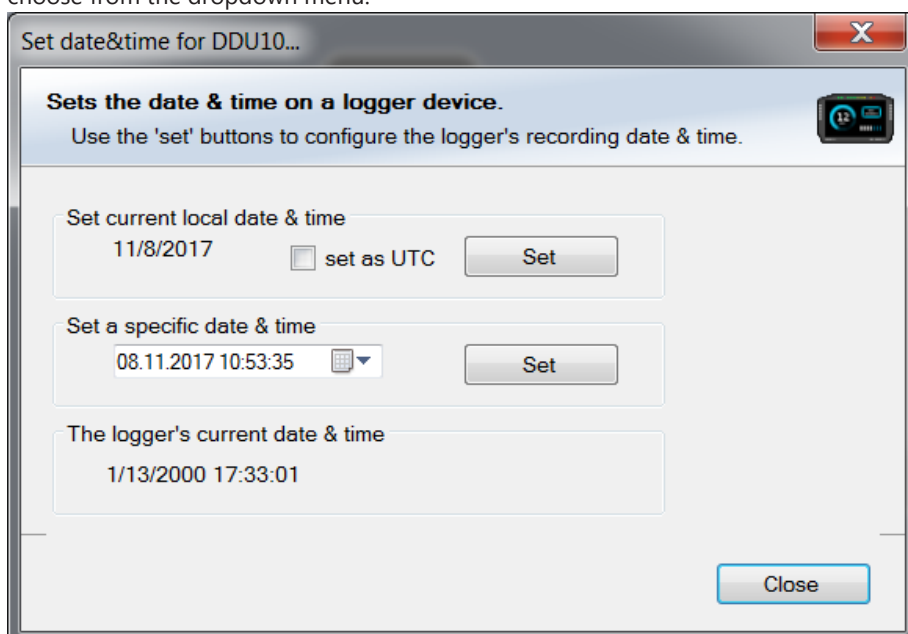 choose from the dropdown menu.
Set date&time for DDU10...
Sets the date & time on a logger device.
Use the 'set' buttons to configure the logger's recording date & time.
12
Set current local date & time
11/8/2017 set as UTC Set
Set a specific date & time
08.11.2017 10:53:35 Set
The logger's current date & time
1/13/2000 17:33:01
Close